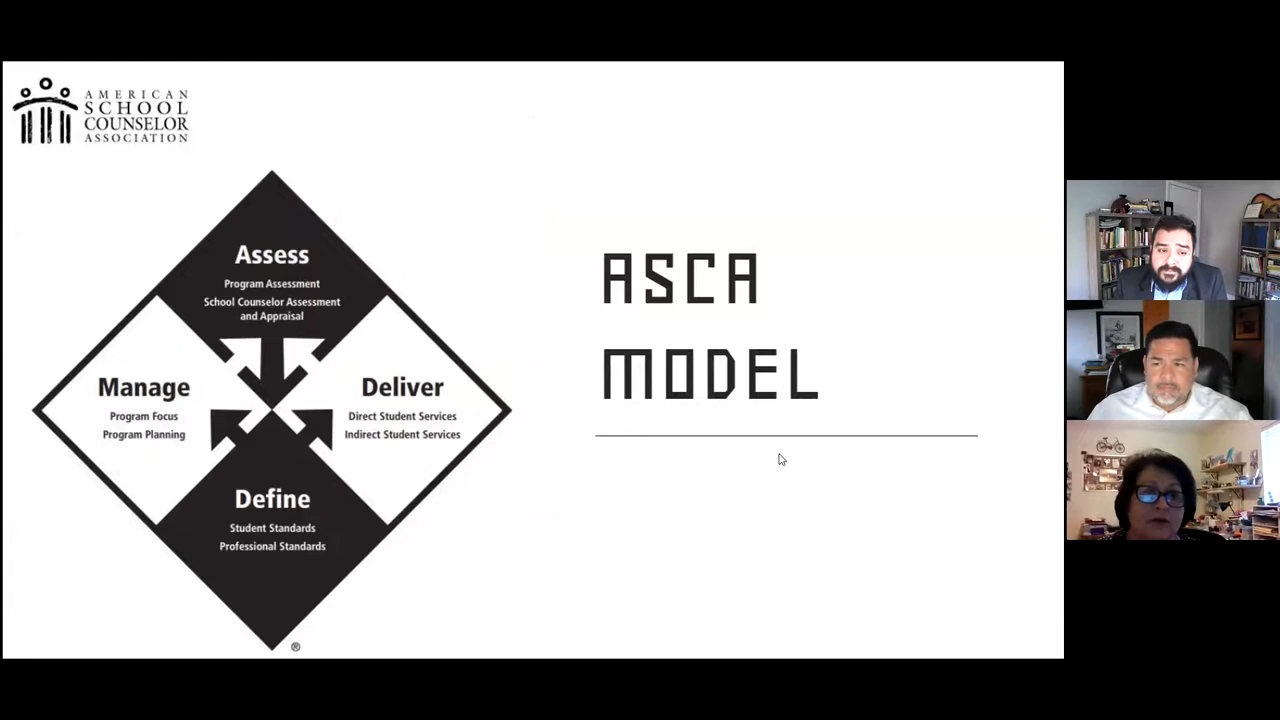 AMERICAN
SCHOOL
COUNSELOR
ASSOCIATION
Assess
Program Assessment
School Counselor Assessment
and Appraisal
Manage
Program Focus
Program Planning
Deliver
Direct Student Services
Indirect Student Services
Define
Student Standards
Professional Standards
®
ASCA
MODEL